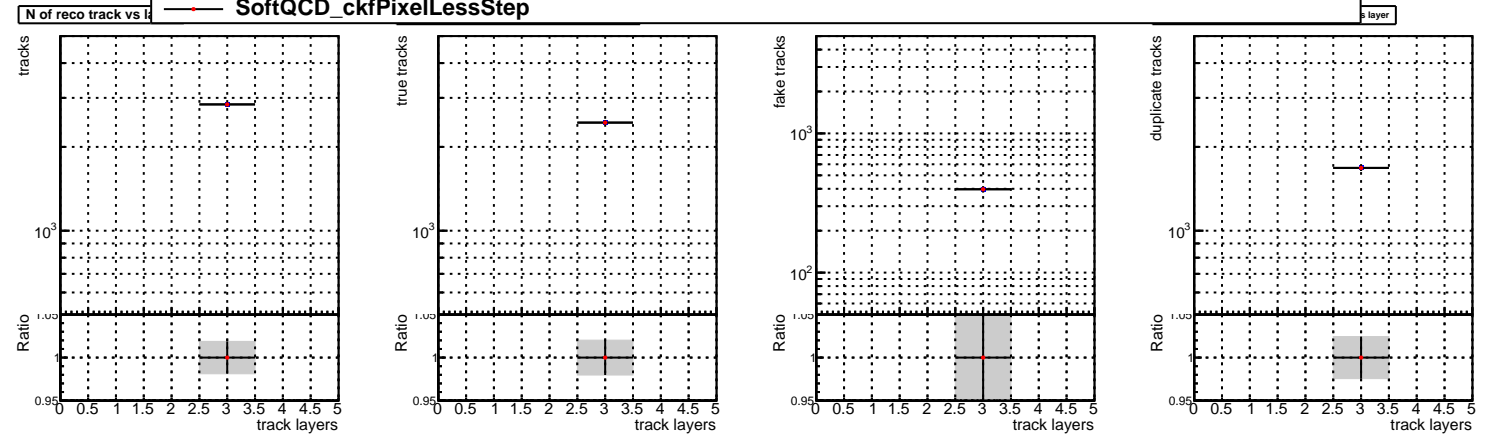 SoftQCD_ckfPixelLessStep
N of reco track vs
layer
tracks
10³
Ratio
1.05
1
0.95
0 0.5 1 1.5 2 2.5 3 3.5 4 4.5 5
track layers
true tracks
10³
Ratio
1.05
1
0.95
0 0.5 1 1.5 2 2.5 3 3.5 4 4.5 5
track layers
fake tracks
10³
10²
Ratio
1.05
1
0.95
0 0.5 1 1.5 2 2.5 3 3.5 4 4.5 5
track layers
duplicate tracks
10³
Ratio
1.05
1
0.95
0 0.5 1 1.5 2 2.5 3 3.5 4 4.5 5
track layers